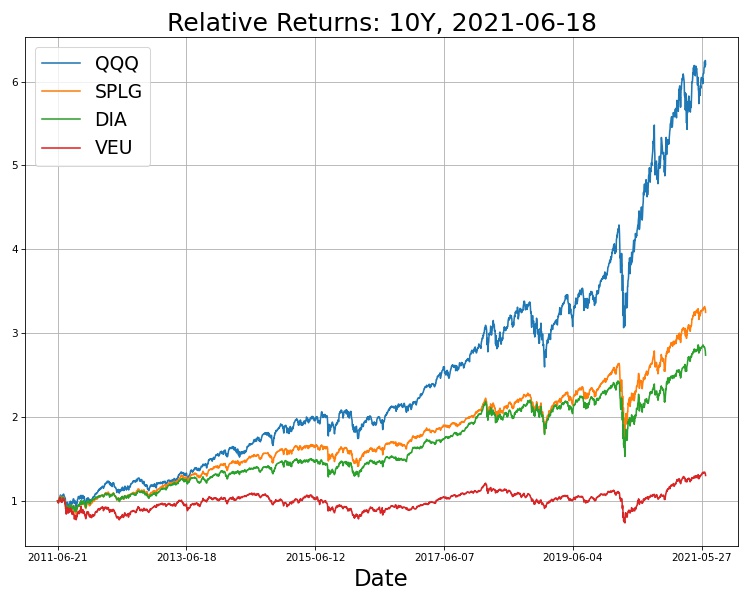 Relative Returns: 10Y, 2021-06-18
QQQ
SPLG
DIA
VEU
6
5
4
3
2
1
2011-06-21 2013-06-18 2015-06-12 2017-06-07 2019-06-04 2021-05-27
Date